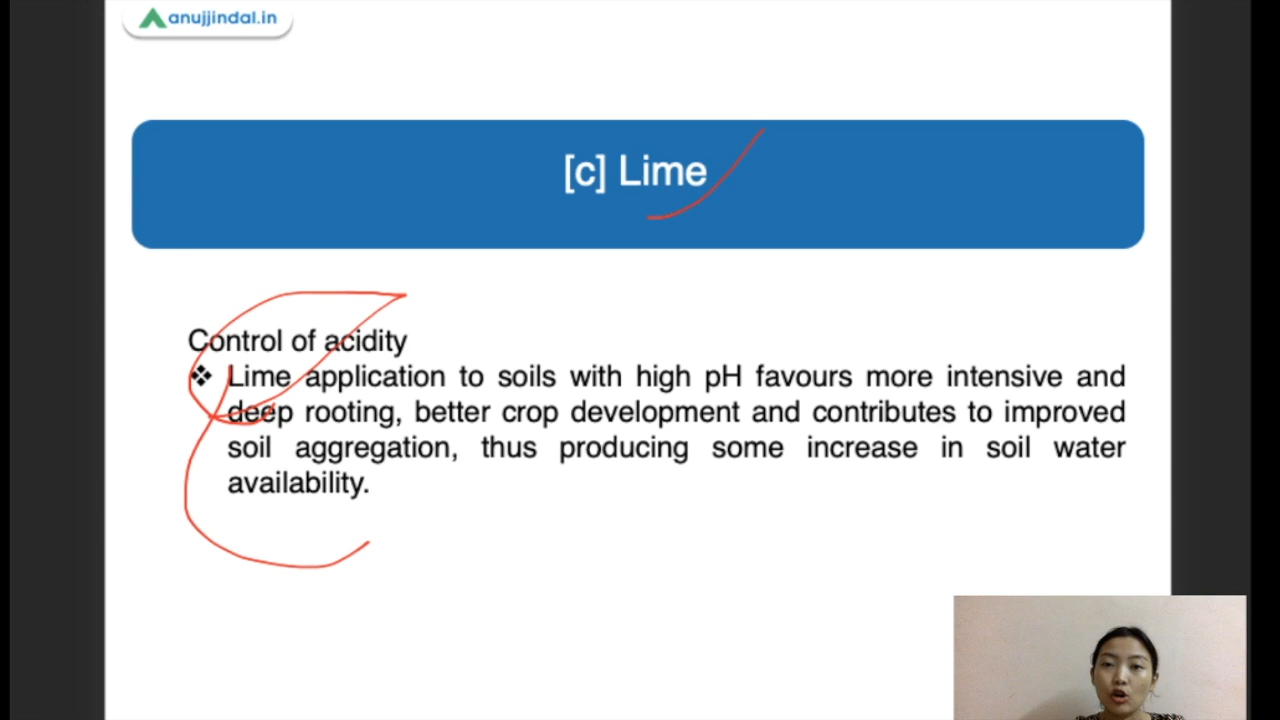 anujjindal.in
[c] Lime
Control of acidity
❖ Lime application to soils with high pH favours more intensive and
deep rooting, better crop development and contributes to improved
soil aggregation, thus producing some increase in soil water
availability.